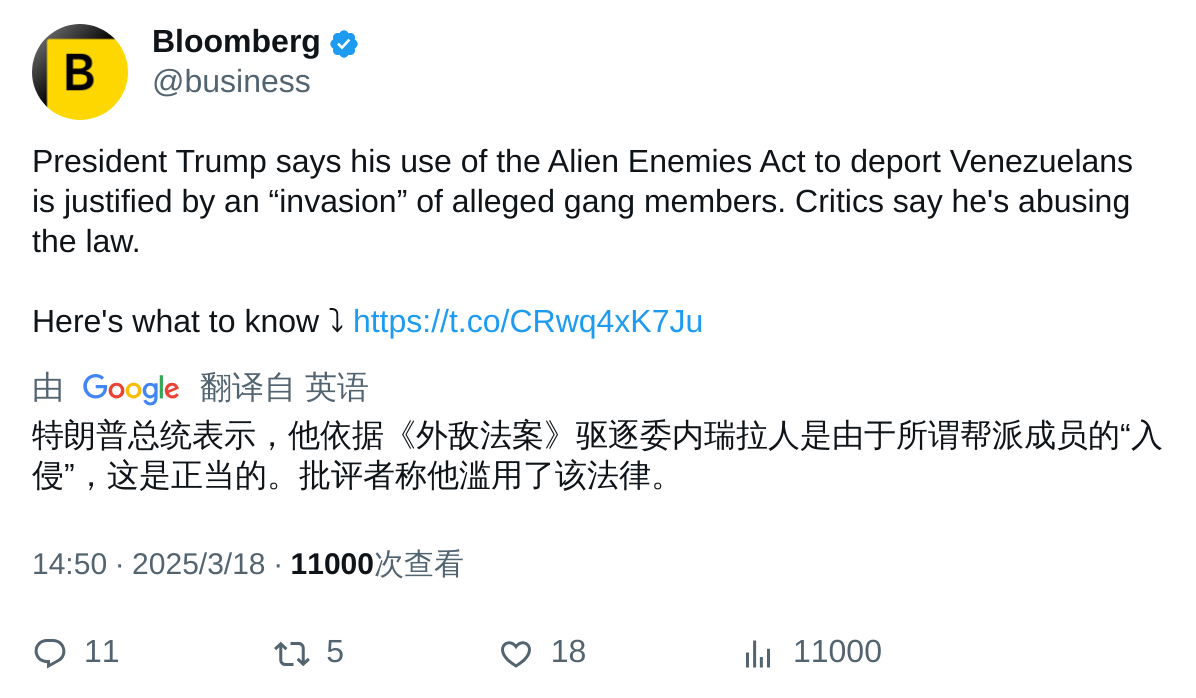 B
Bloomberg
@business
President Trump says his use of the Alien Enemies Act to deport Venezuelans
is justified by an “invasion” of alleged gang members. Critics say he's abusing
the law.
Here's what to know ⤵ https://t.co/CRwq4xK7Ju
由 Google 翻译自 英语
特朗普总统表示，他依据《外敌法案》驱逐委内瑞拉人是由于所谓帮派成员的“入
侵”，这是正当的。批评者称他滥用了该法律。
14:50 · 2025/3/18 · 11000次查看
11 5 18 11000